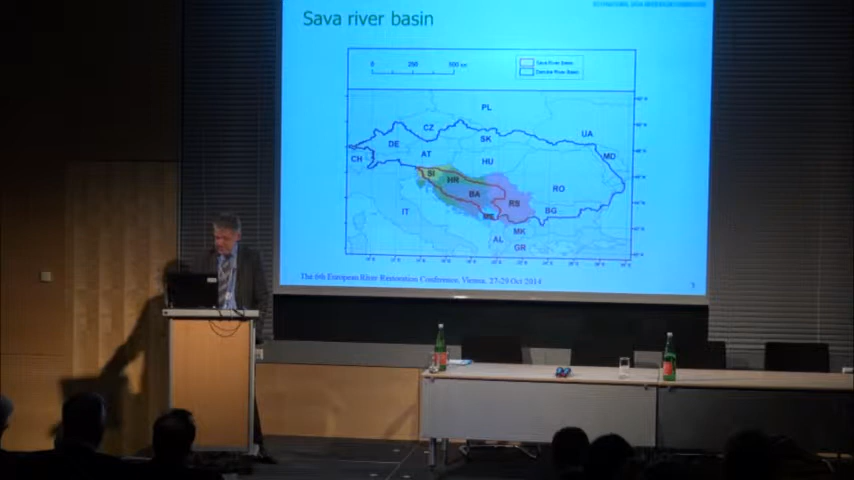 Sava river basin
0 250 500 km
Sava River Basin
Danube River Basin
PL
CZ
UA
DE
SK
MD
CH
AT
HU
SI
HR
RO
BA
RS
IT
BG
ME
MK
AL
GR
The 6th European River Restoration Conference, Vienna, 27-29 Oct 2014
3